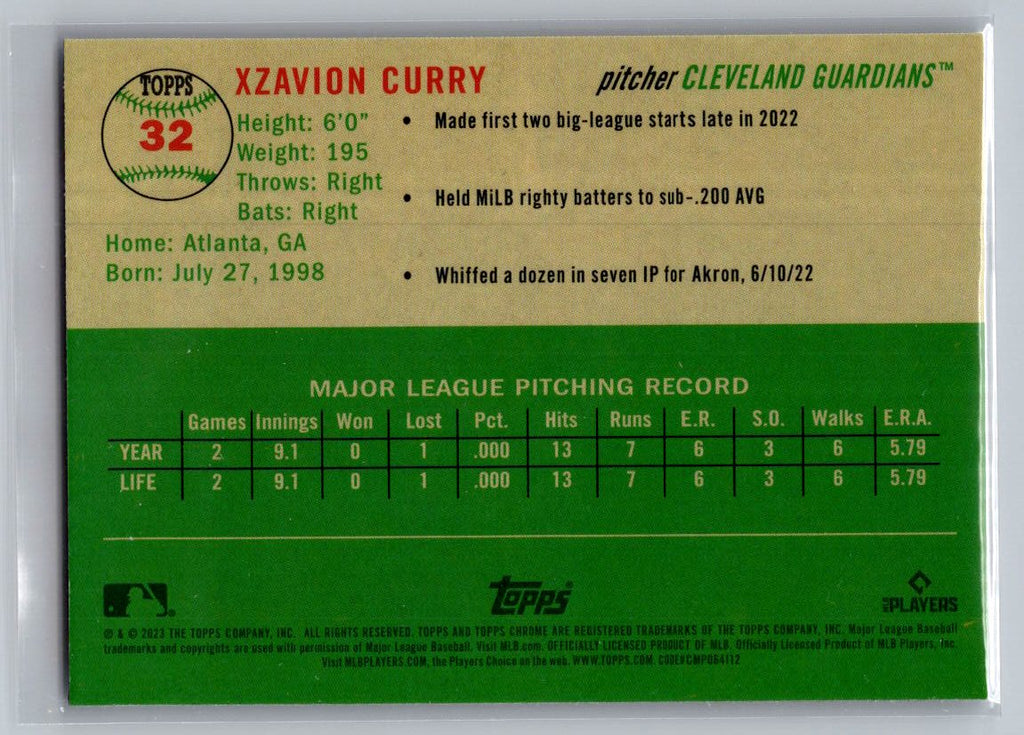 TOPPS
32
XZAVION CURRY
pitcher CLEVELAND GUARDIANS™
Height: 6'0"
Weight: 195
Throws: Right
Bats: Right
Home: Atlanta, GA
Born: July 27, 1998
• Made first two big-league starts late in 2022
• Held MiLB righty batters to sub-.200 AVG
• Whiffed a dozen in seven IP for Akron, 6/10/22
MAJOR LEAGUE PITCHING RECORD
Games Innings Won Lost Pct. Hits Runs E.R. S.O. Walks E.R.A.
YEAR 2 9.1 0 1 .000 13 7 6 3 6 5.79
LIFE 2 9.1 0 1 .000 13 7 6 3 6 5.79
Topps®
MLB PLAYERS
® & © 2023 THE TOPPS COMPANY, INC. ALL RIGHTS RESERVED. TOPPS AND TOPPS CHROME ARE REGISTERED TRADEMARKS OF THE TOPPS COMPANY, INC. Major League Baseball
trademarks and copyrights are used with permission of Major League Baseball. Visit MLB.com. OFFICIALLY LICENSED PRODUCT OF MLB. Officially Licensed Product of MLB Players, Inc.
Visit MLBPLAYERS.COM, the Players Choice on the web. WWW.TOPPS.COM. CODE#CMP064112